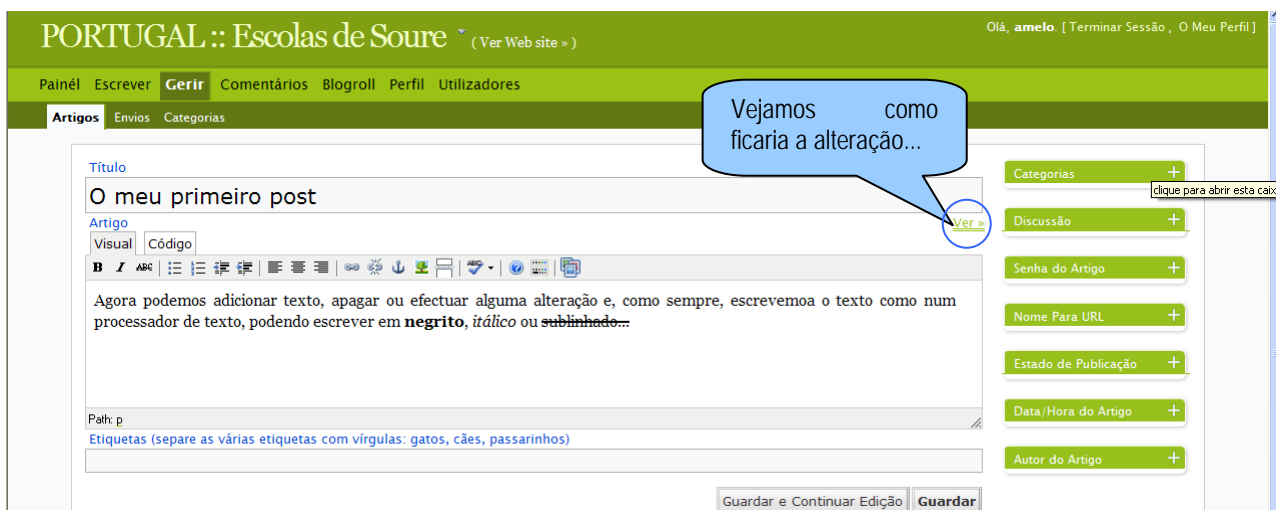 PORTUGAL :: Escolas de Soure ( Ver Web site » )
Olá, amelo. [ Terminar Sessão , O Meu Perfil ]
Painél Escrever Gerir Comentários Blogroll Perfil Utilizadores
Artigos Envios Categorias
Vejamos como
ficaria a alteração...
Título
O meu primeiro post
Artigo
Ver »
Visual Código
B I ABC
ABC
Agora podemos adicionar texto, apagar ou efectuar alguma alteração e, como sempre, escrevemoa o texto como num
processador de texto, podendo escrever em negrito, itálico ou sublinhado...
Path: p
Etiquetas (separe as várias etiquetas com vírgulas: gatos, cães, passarinhos)
Guardar e Continuar Edição Guardar
Categorias +
clique para abrir esta caix
Discussão +
Senha do Artigo +
Nome Para URL +
Estado de Publicação +
Data/Hora do Artigo +
Autor do Artigo +